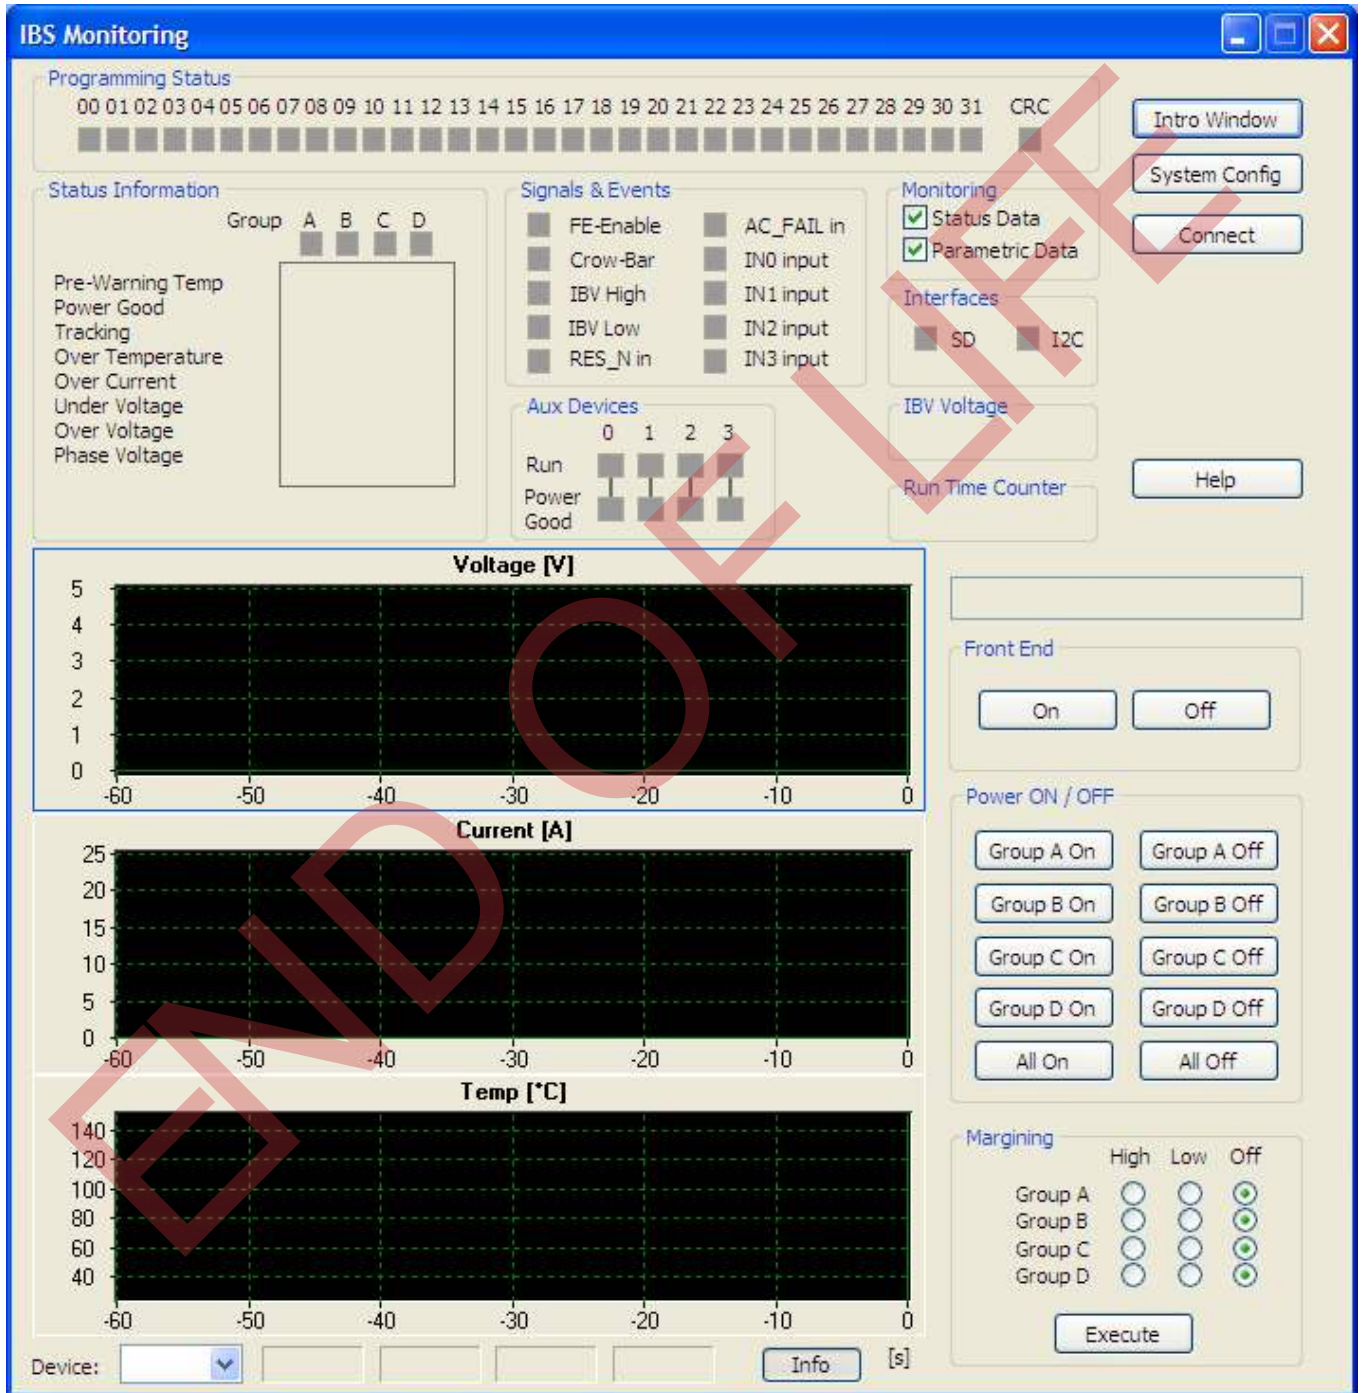 IBS Monitoring
Programming Status
00 01 02 03 04 05 06 07 08 09 10 11 12 13 14 15 16 17 18 19 20 21 22 23 24 25 26 27 28 29 30 31 CRC
Intro Window
System Config
Connect
Help
Status Information
Group A B C D
Pre-Warning Temp
Power Good
Tracking
Over Temperature
Over Current
Under Voltage
Over Voltage
Phase Voltage
Signals & Events
FE-Enable AC_FAIL in
Crow-Bar IN0 input
IBV High IN1 input
IBV Low IN2 input
RES_N in IN3 input
Aux Devices
0 1 2 3
Run
Power
Good
Monitoring
Status Data
Parametric Data
Interfaces
SD I2C
IBV Voltage
Run Time Counter
Voltage [V]
5
4
3
2
1
0
-60 -50 -40 -30 -20 -10 0
Current [A]
25
20
15
10
5
0
-60 -50 -40 -30 -20 -10 0
Temp [°C]
140
120
100
80
60
40
-60 -50 -40 -30 -20 -10 0
Device: Info [s]
Front End
On Off
Power ON / OFF
Group A On Group A Off
Group B On Group B Off
Group C On Group C Off
Group D On Group D Off
All On All Off
Margining
High Low Off
Group A
Group B
Group C
Group D
Execute
END OF LIFE